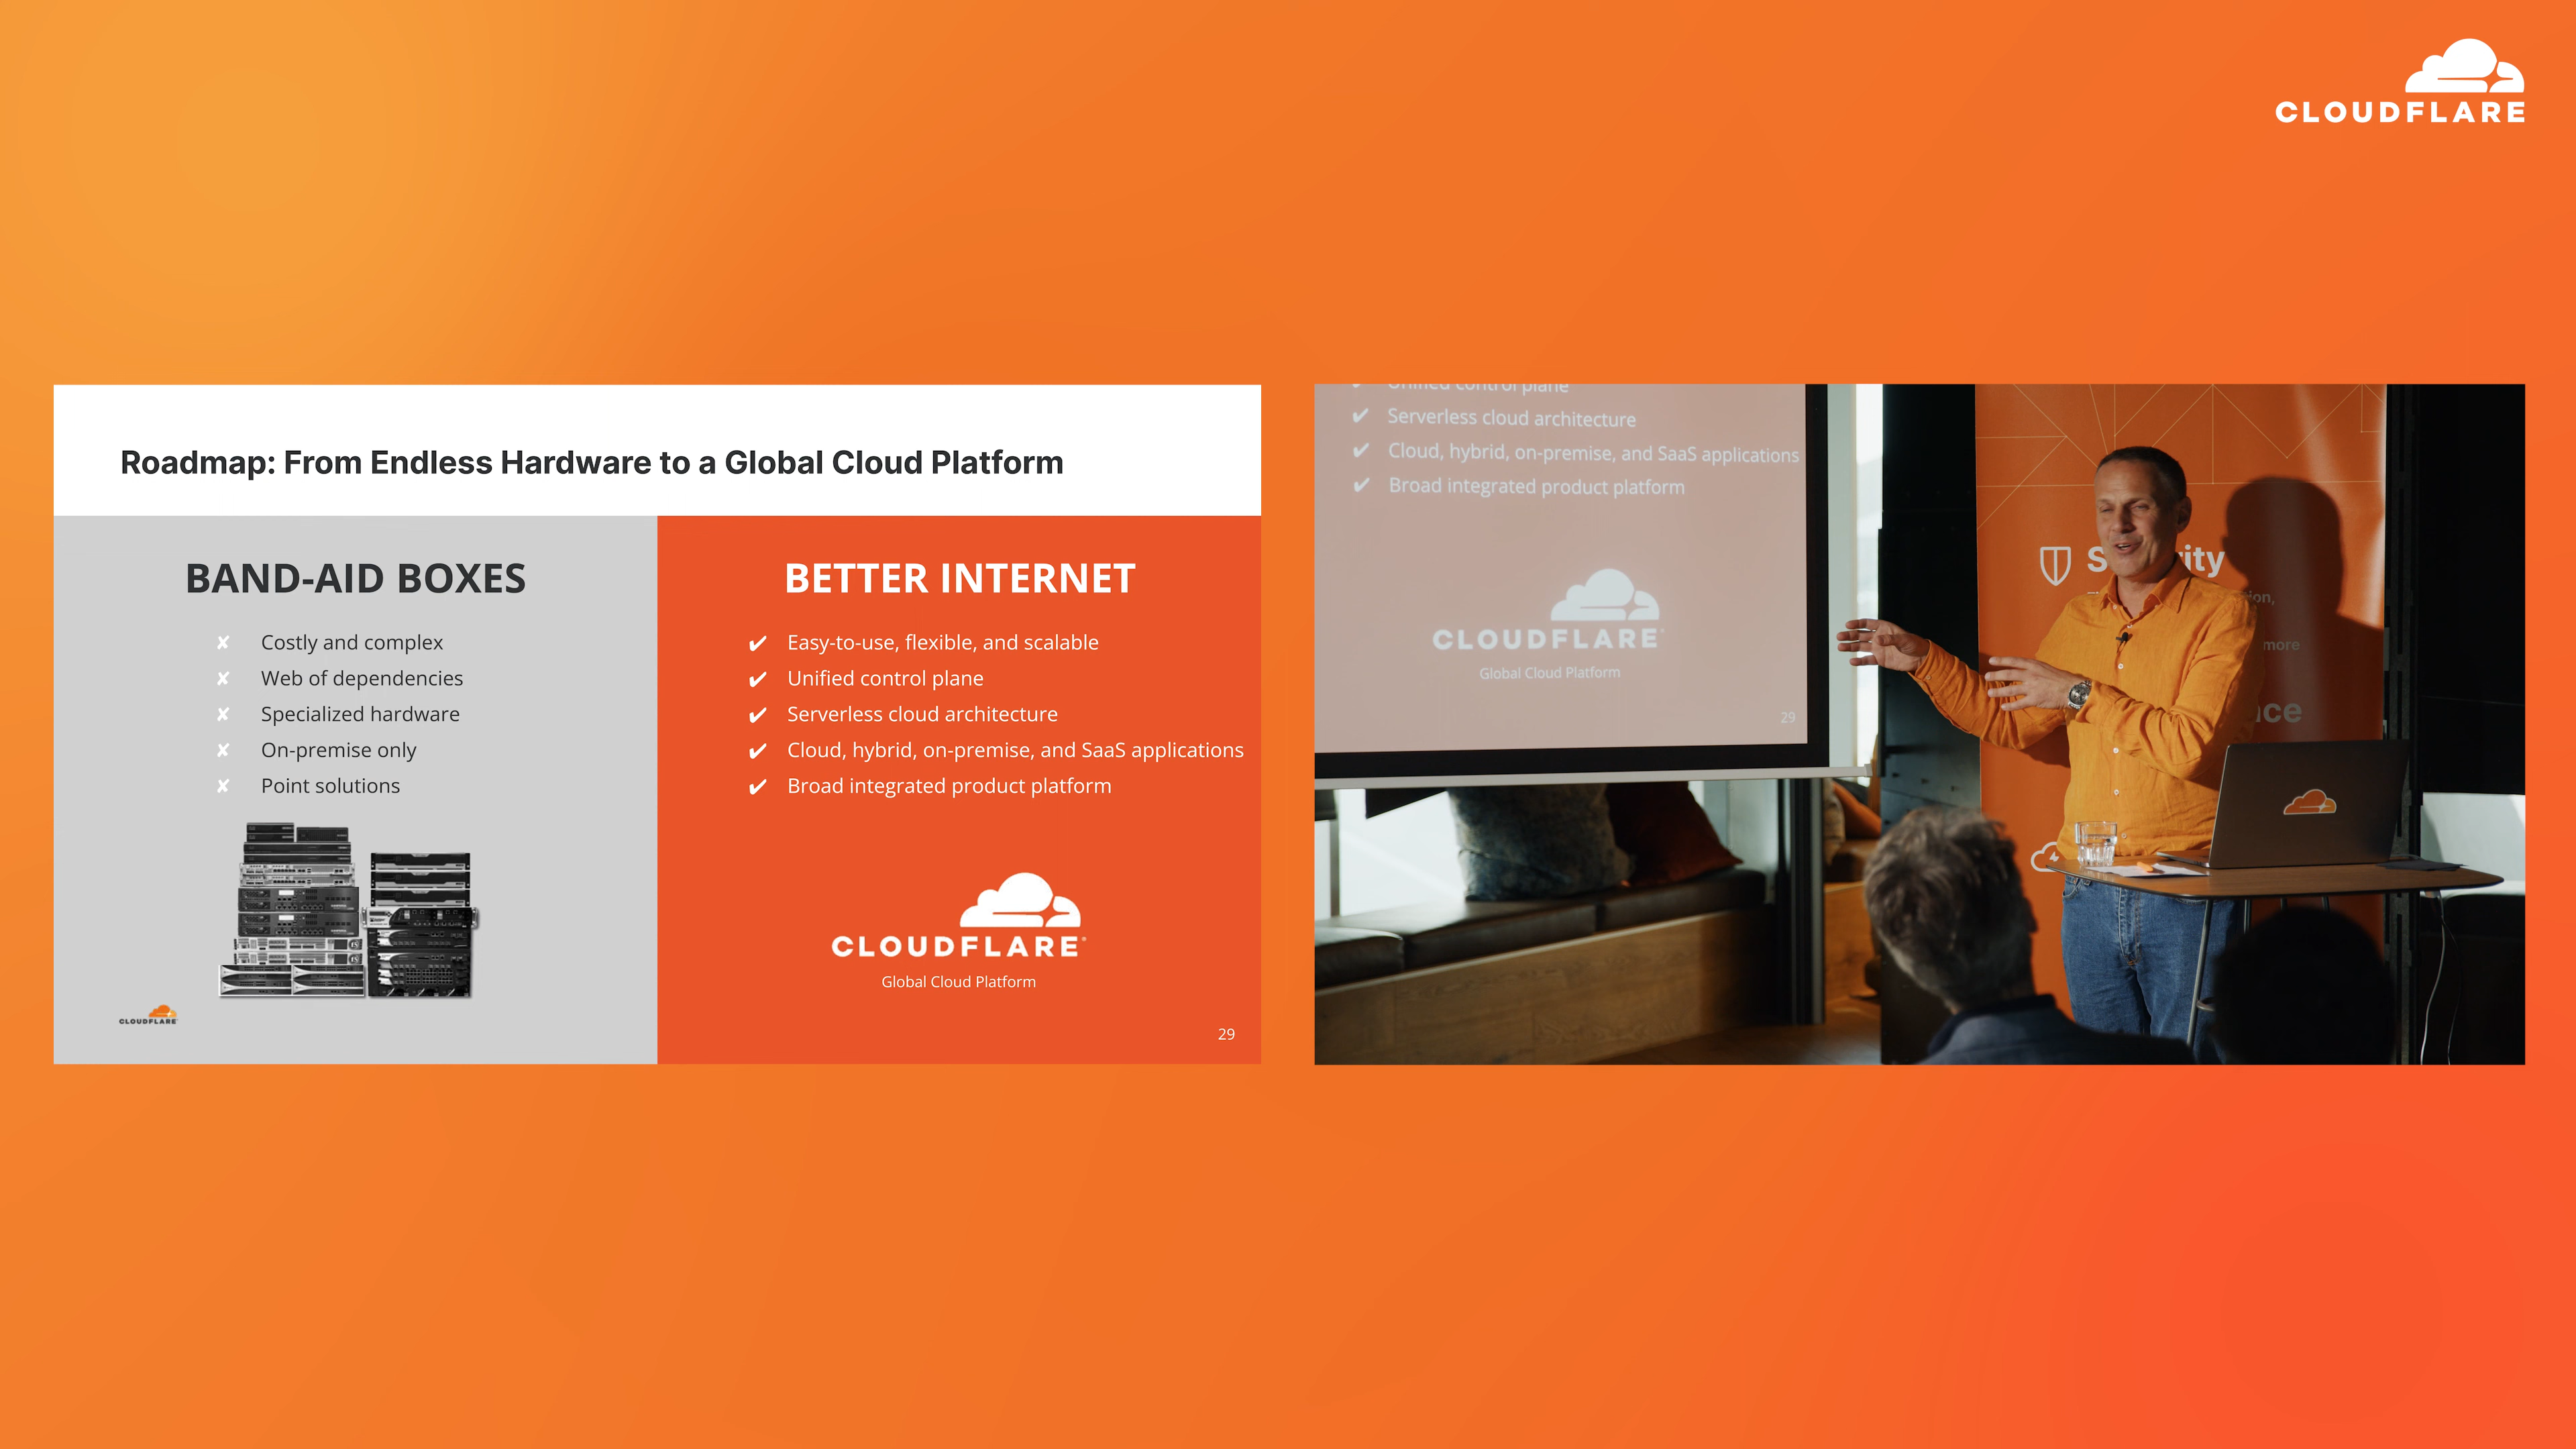 CLOUDFLARE
Roadmap: From Endless Hardware to a Global Cloud Platform
BAND-AID BOXES
✘ Costly and complex
✘ Web of dependencies
✘ Specialized hardware
✘ On-premise only
✘ Point solutions
CLOUDFLARE
BETTER INTERNET
✔ Easy-to-use, flexible, and scalable
✔ Unified control plane
✔ Serverless cloud architecture
✔ Cloud, hybrid, on-premise, and SaaS applications
✔ Broad integrated product platform
CLOUDFLARE
Global Cloud Platform
29
✔ Unified control plane
✔ Serverless cloud architecture
✔ Cloud, hybrid, on-premise, and SaaS applications
✔ Broad integrated product platform
CLOUDFLARE
Global Cloud Platform
29
more